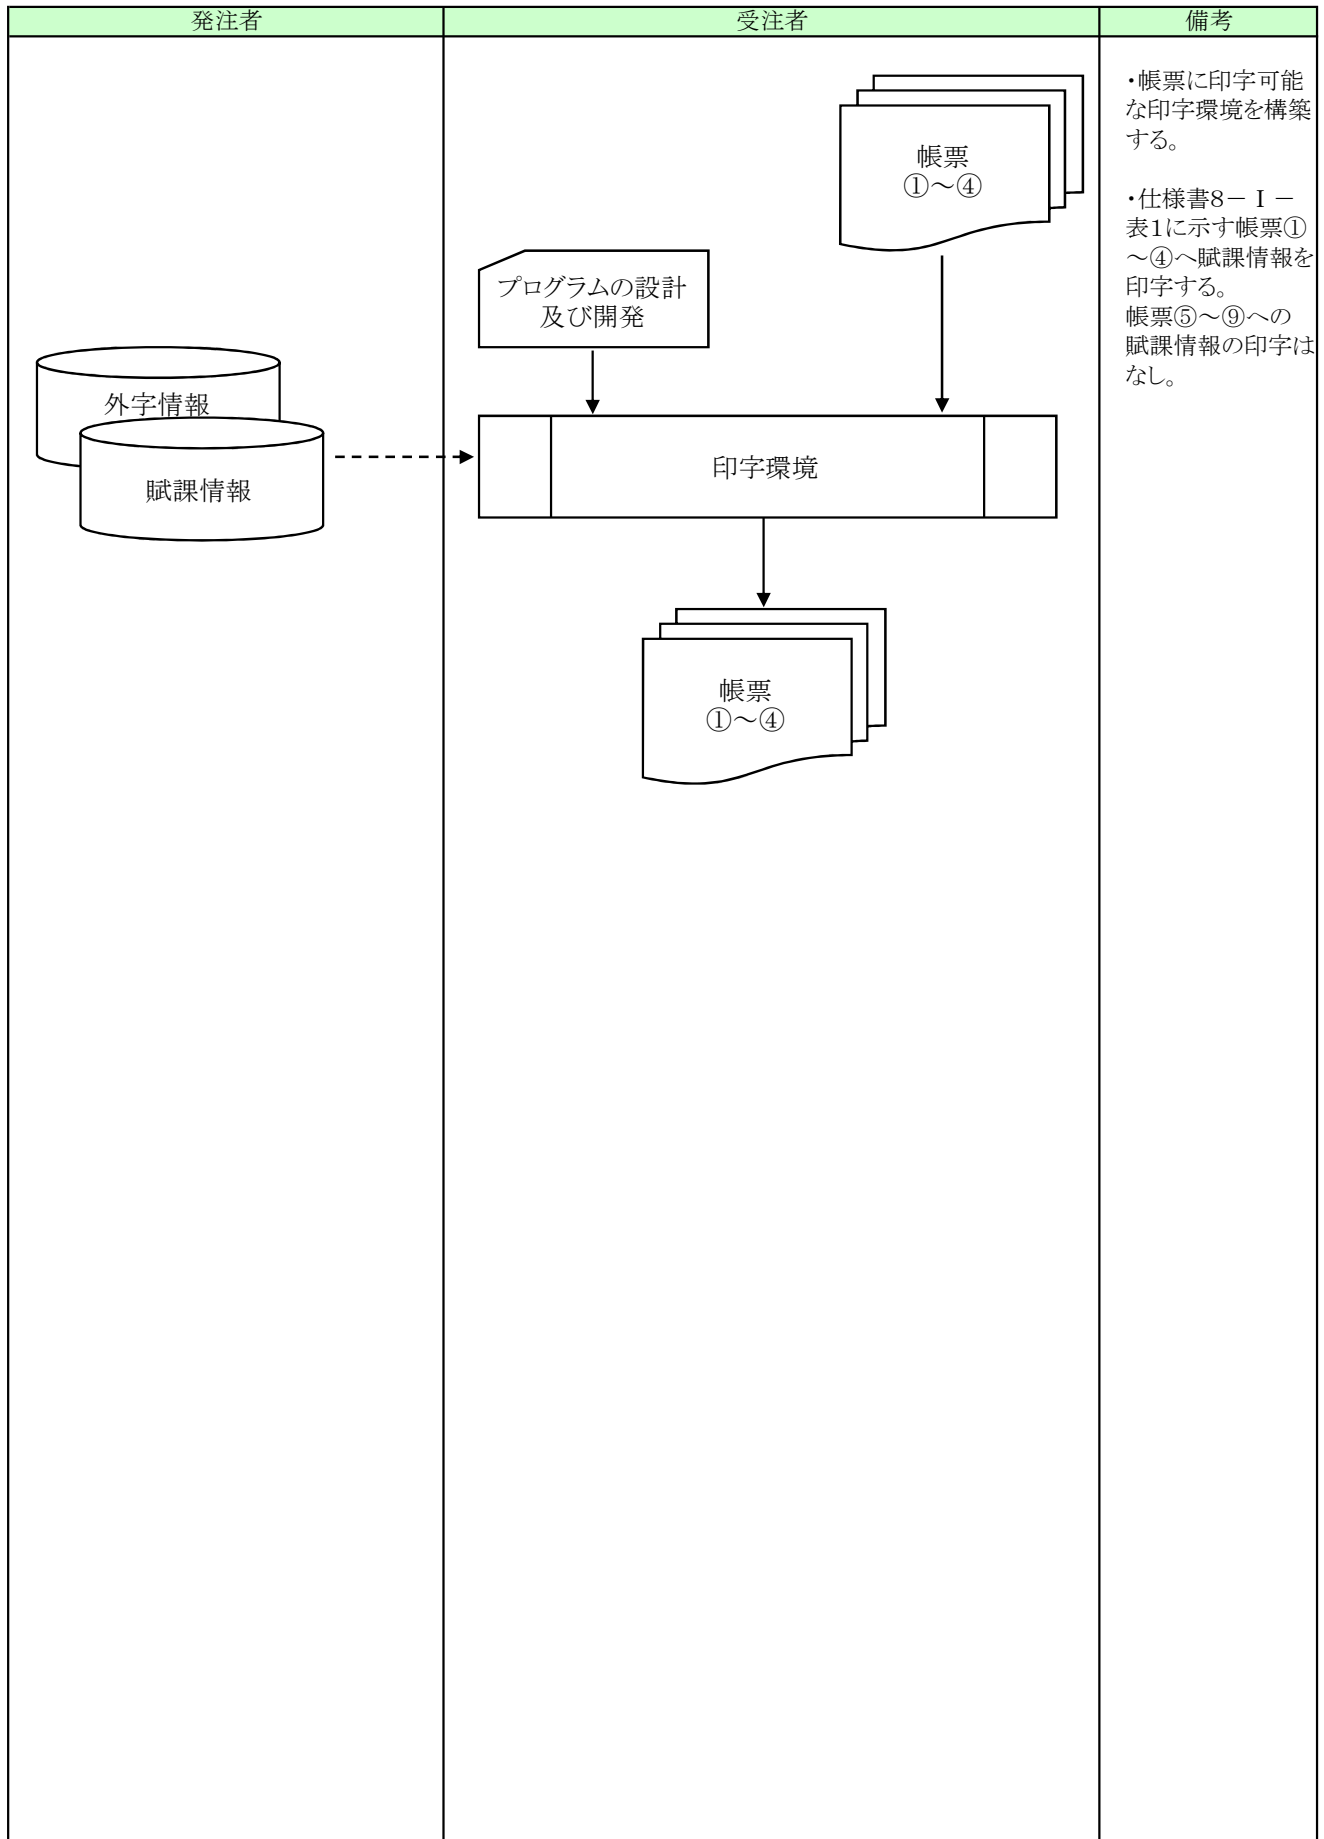 発注者
受注者
備考
・帳票に印字可能
な印字環境を構築
する。
・仕様書8－Ⅰ－
表1に示す帳票①
～④へ賦課情報を
印字する。
帳票⑤～⑨への
賦課情報の印字は
なし。
帳票
①～④
プログラムの設計
及び開発
外字情報
賦課情報
印字環境
帳票
①～④